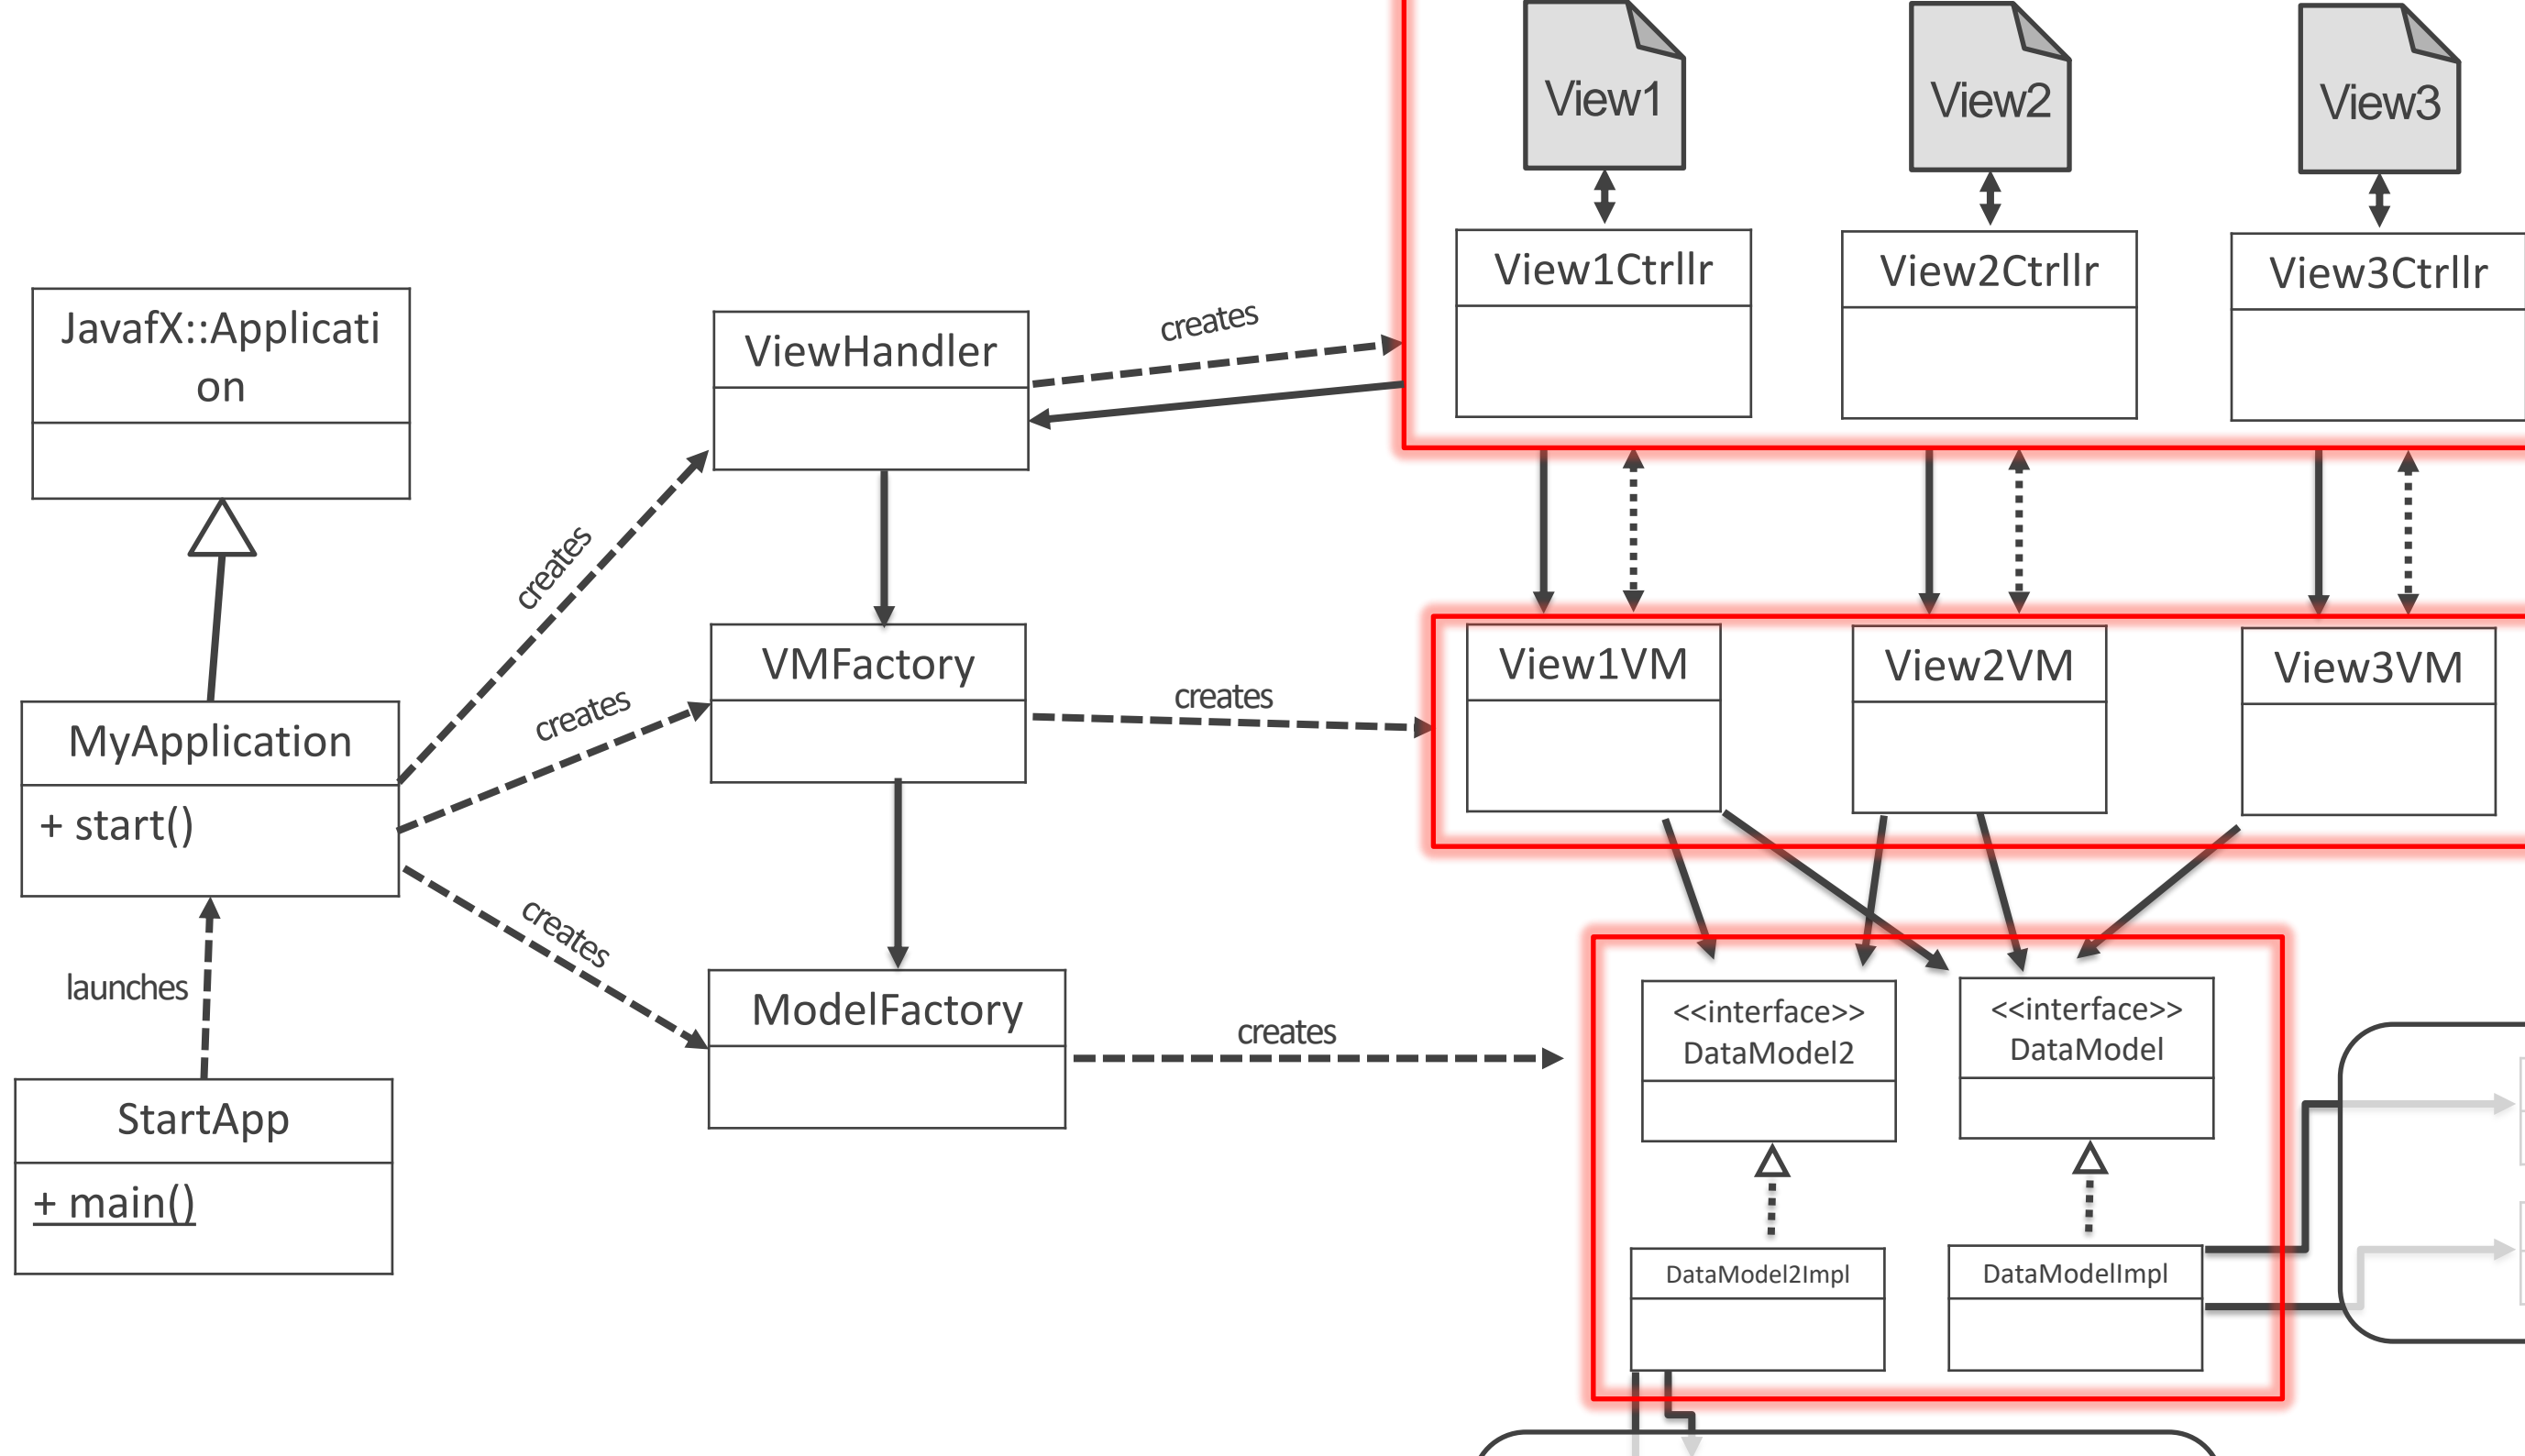 View1
View2
View3
View1Ctrllr
View2Ctrllr
View3Ctrllr
JavafX::Applicati
on
ViewHandler
creates
creates
VMFactory
creates
View1VM
View2VM
View3VM
MyApplication
+ start()
creates
creates
launches
ModelFactory
creates
<<interface>>
DataModel2
<<interface>>
DataModel
StartApp
+ main()
DataModel2Impl
DataModelImpl